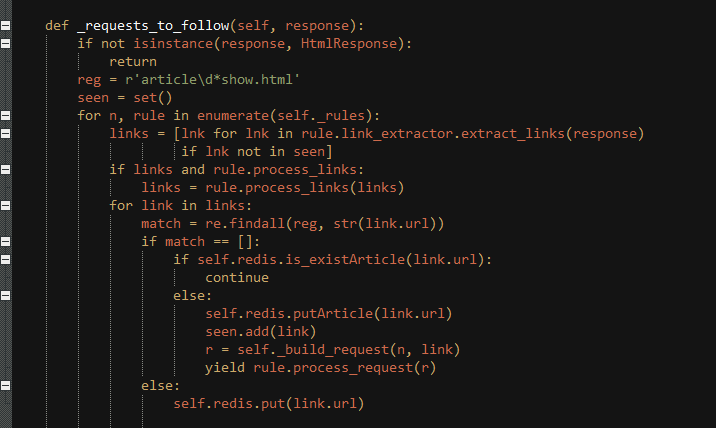 def _requests_to_follow(self, response):
    if not isinstance(response, HtmlResponse):
        return
    reg = r'article\d*show.html'
    seen = set()
    for n, rule in enumerate(self._rules):
        links = [lnk for lnk in rule.link_extractor.extract_links(response)
                 if lnk not in seen]
        if links and rule.process_links:
            links = rule.process_links(links)
        for link in links:
            match = re.findall(reg, str(link.url))
            if match == []:
                if self.redis.is_existArticle(link.url):
                    continue
                else:
                    self.redis.putArticle(link.url)
                    seen.add(link)
                    r = self._build_request(n, link)
                    yield rule.process_request(r)
            else:
                self.redis.put(link.url)